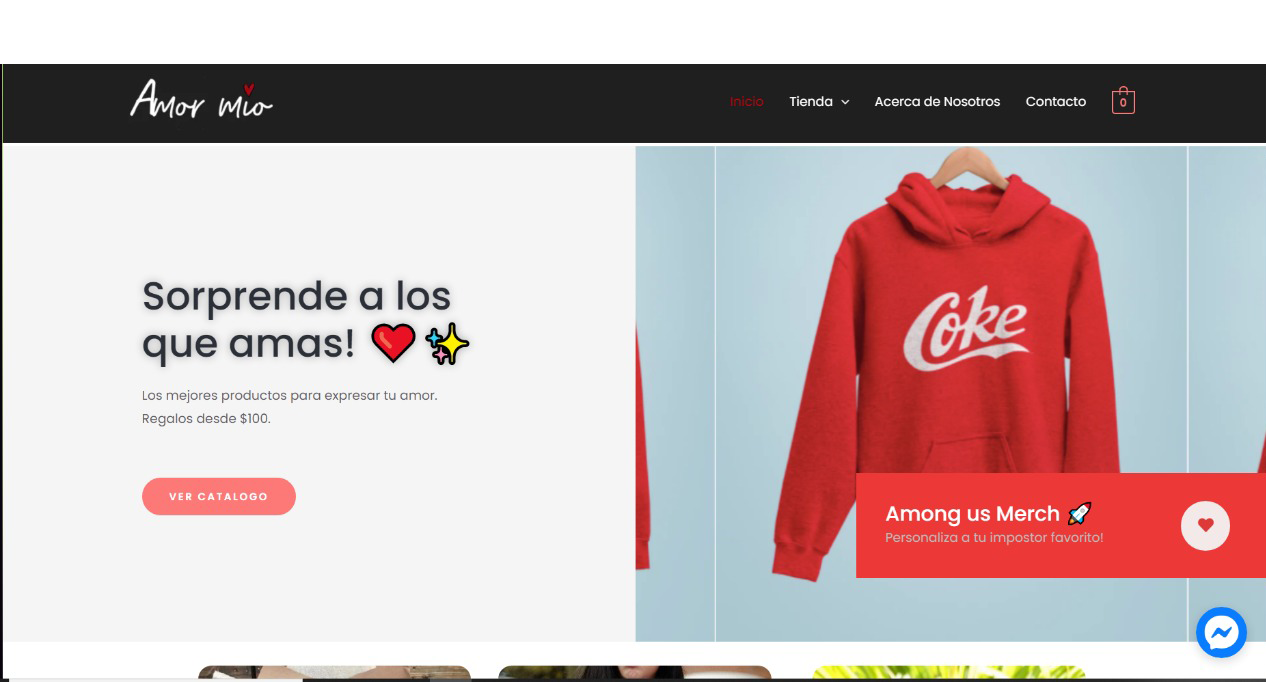 Amor mio
Inicio
Tienda
Acerca de Nosotros
Contacto
0
Sorprende a los
que amas! ❤️✨
Los mejores productos para expresar tu amor.
Regalos desde $100.
VER CATALOGO
Coke
Among us Merch 🚀
Personaliza a tu impostor favorito!